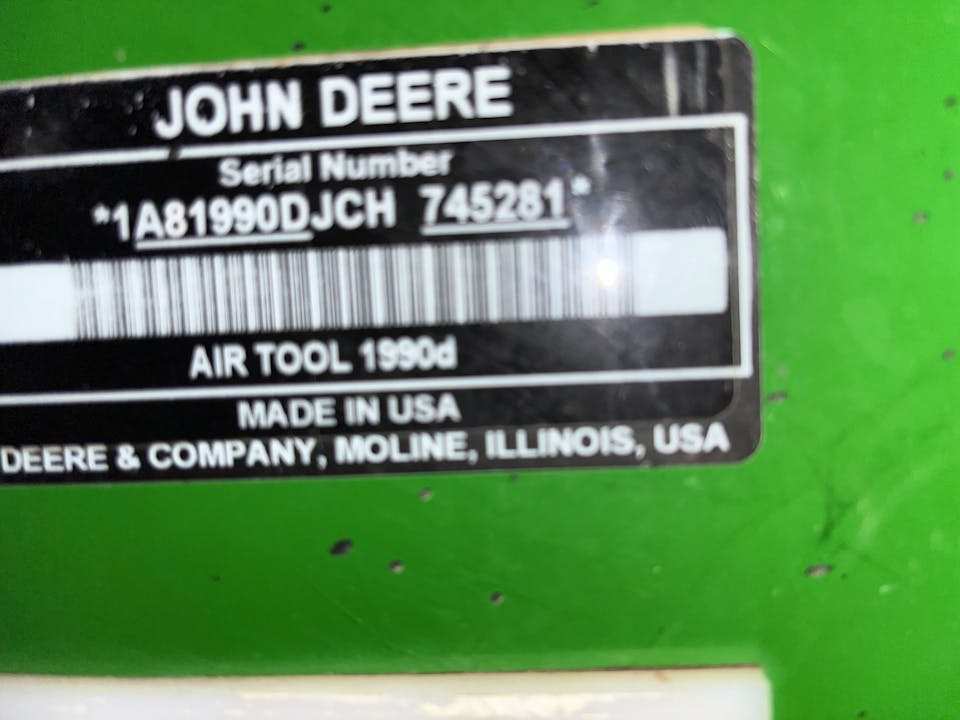 JOHN DEERE
Serial Number
*1A81990DJCH 745281*
AIR TOOL 1990d
MADE IN USA
DEERE & COMPANY, MOLINE, ILLINOIS, USA